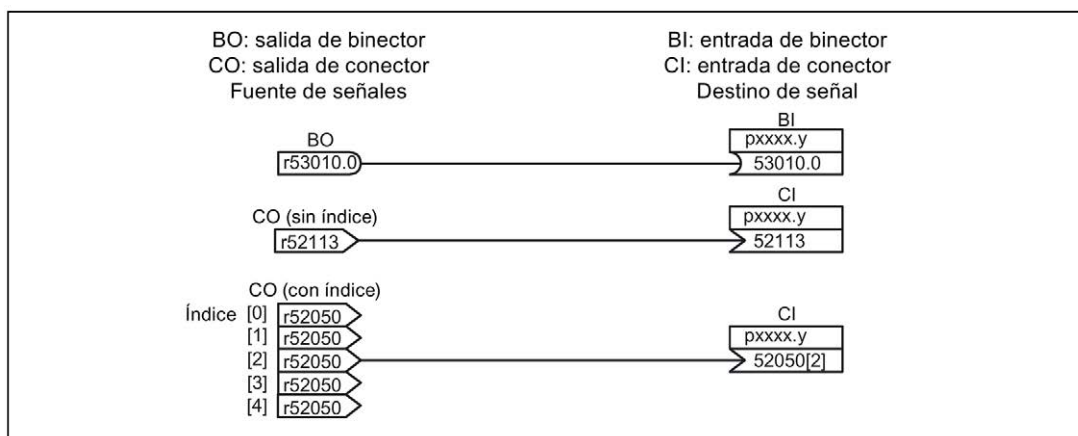 BO: salida de binector
CO: salida de conector
Fuente de señales
BI: entrada de binector
CI: entrada de conector
Destino de señal
BO
r53010.0
BI
pxxxx.y
53010.0
CO (sin índice)
r52113
CI
pxxxx.y
52113
CO (con índice)
Índice [0] r52050
[1] r52050
[2] r52050
[3] r52050
[4] r52050
CI
pxxxx.y
52050[2]